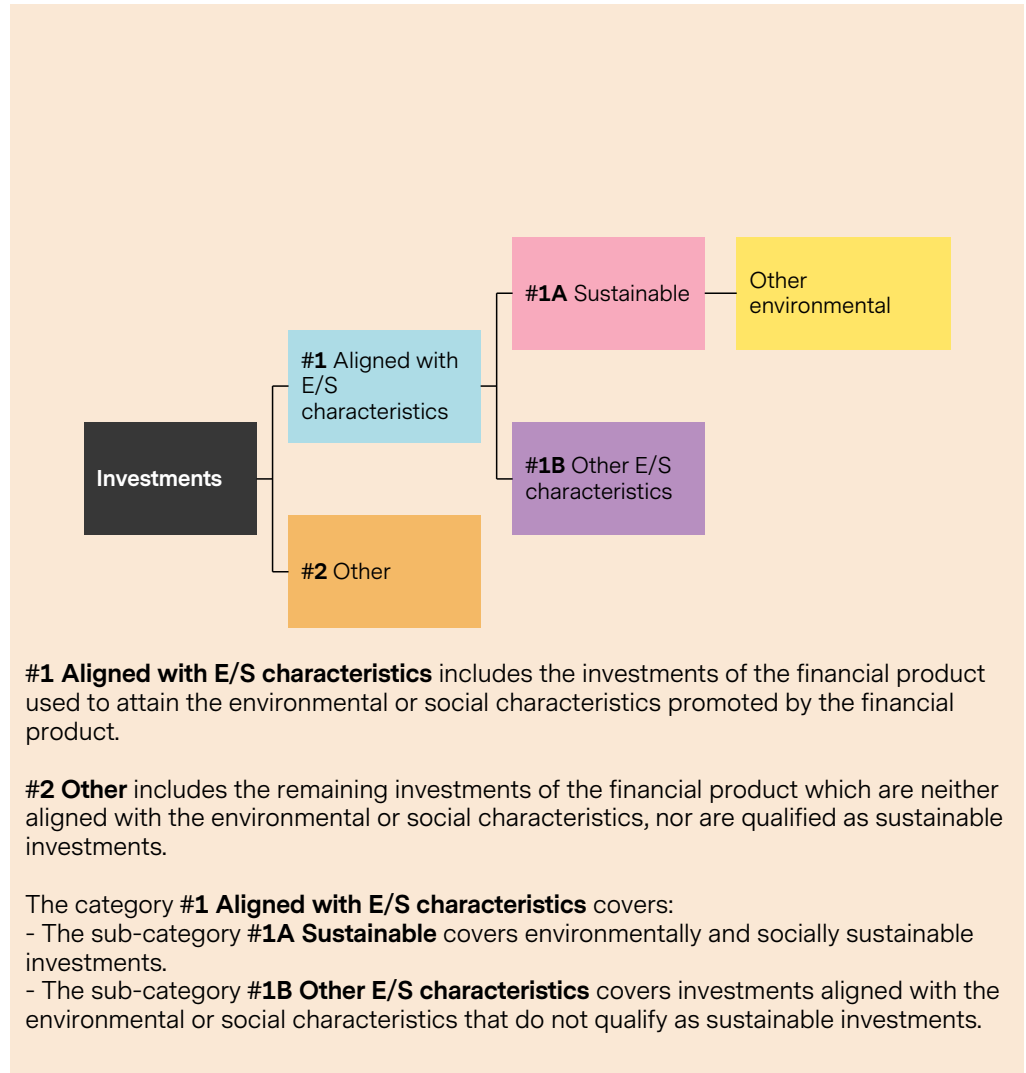 #1A Sustainable
Other
environmental
#1 Aligned with
E/S
characteristics
Investments
#1B Other E/S
characteristics
#2 Other
#1 Aligned with E/S characteristics includes the investments of the financial product
used to attain the environmental or social characteristics promoted by the financial
product.
#2 Other includes the remaining investments of the financial product which are neither
aligned with the environmental or social characteristics, nor are qualified as sustainable
investments.
The category #1 Aligned with E/S characteristics covers:
- The sub-category #1A Sustainable covers environmentally and socially sustainable
investments.
- The sub-category #1B Other E/S characteristics covers investments aligned with the
environmental or social characteristics that do not qualify as sustainable investments.